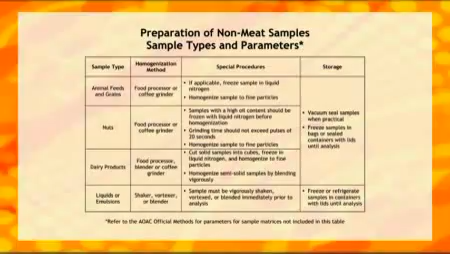 Preparation of Non-Meat Samples
Sample Types and Parameters*
Sample Type
Homogenization
Method
Special Procedures
Storage
Animal Feeds
and Grains
Food processor or
coffee grinder
• If applicable, freeze sample in liquid
nitrogen
• Homogenize sample to fine particles
Nuts
Food processor or
coffee grinder
• Samples with a high oil content should be
frozen with liquid nitrogen before
homogenization
• Grinding time should not exceed pulses of
20 seconds
• Homogenize sample to fine particles
Dairy Products
Food processor,
blender or coffee
grinder
• Cut solid samples into cubes, freeze in
liquid nitrogen, and homogenize to fine
particles
• Homogenize semi-solid samples by blending
vigorously
• Vacuum seal samples
when practical
• Freeze samples in
bags or sealed
containers with lids
until analysis
Liquids or
Emulsions
Shaker, vortexer,
or blender
• Sample must be vigorously shaken,
vortexed, or blended immediately prior to
analysis
• Freeze or refrigerate
samples in containers
with lids until analysis
*Refer to the AOAC Official Methods for parameters for sample matrices not included in this table